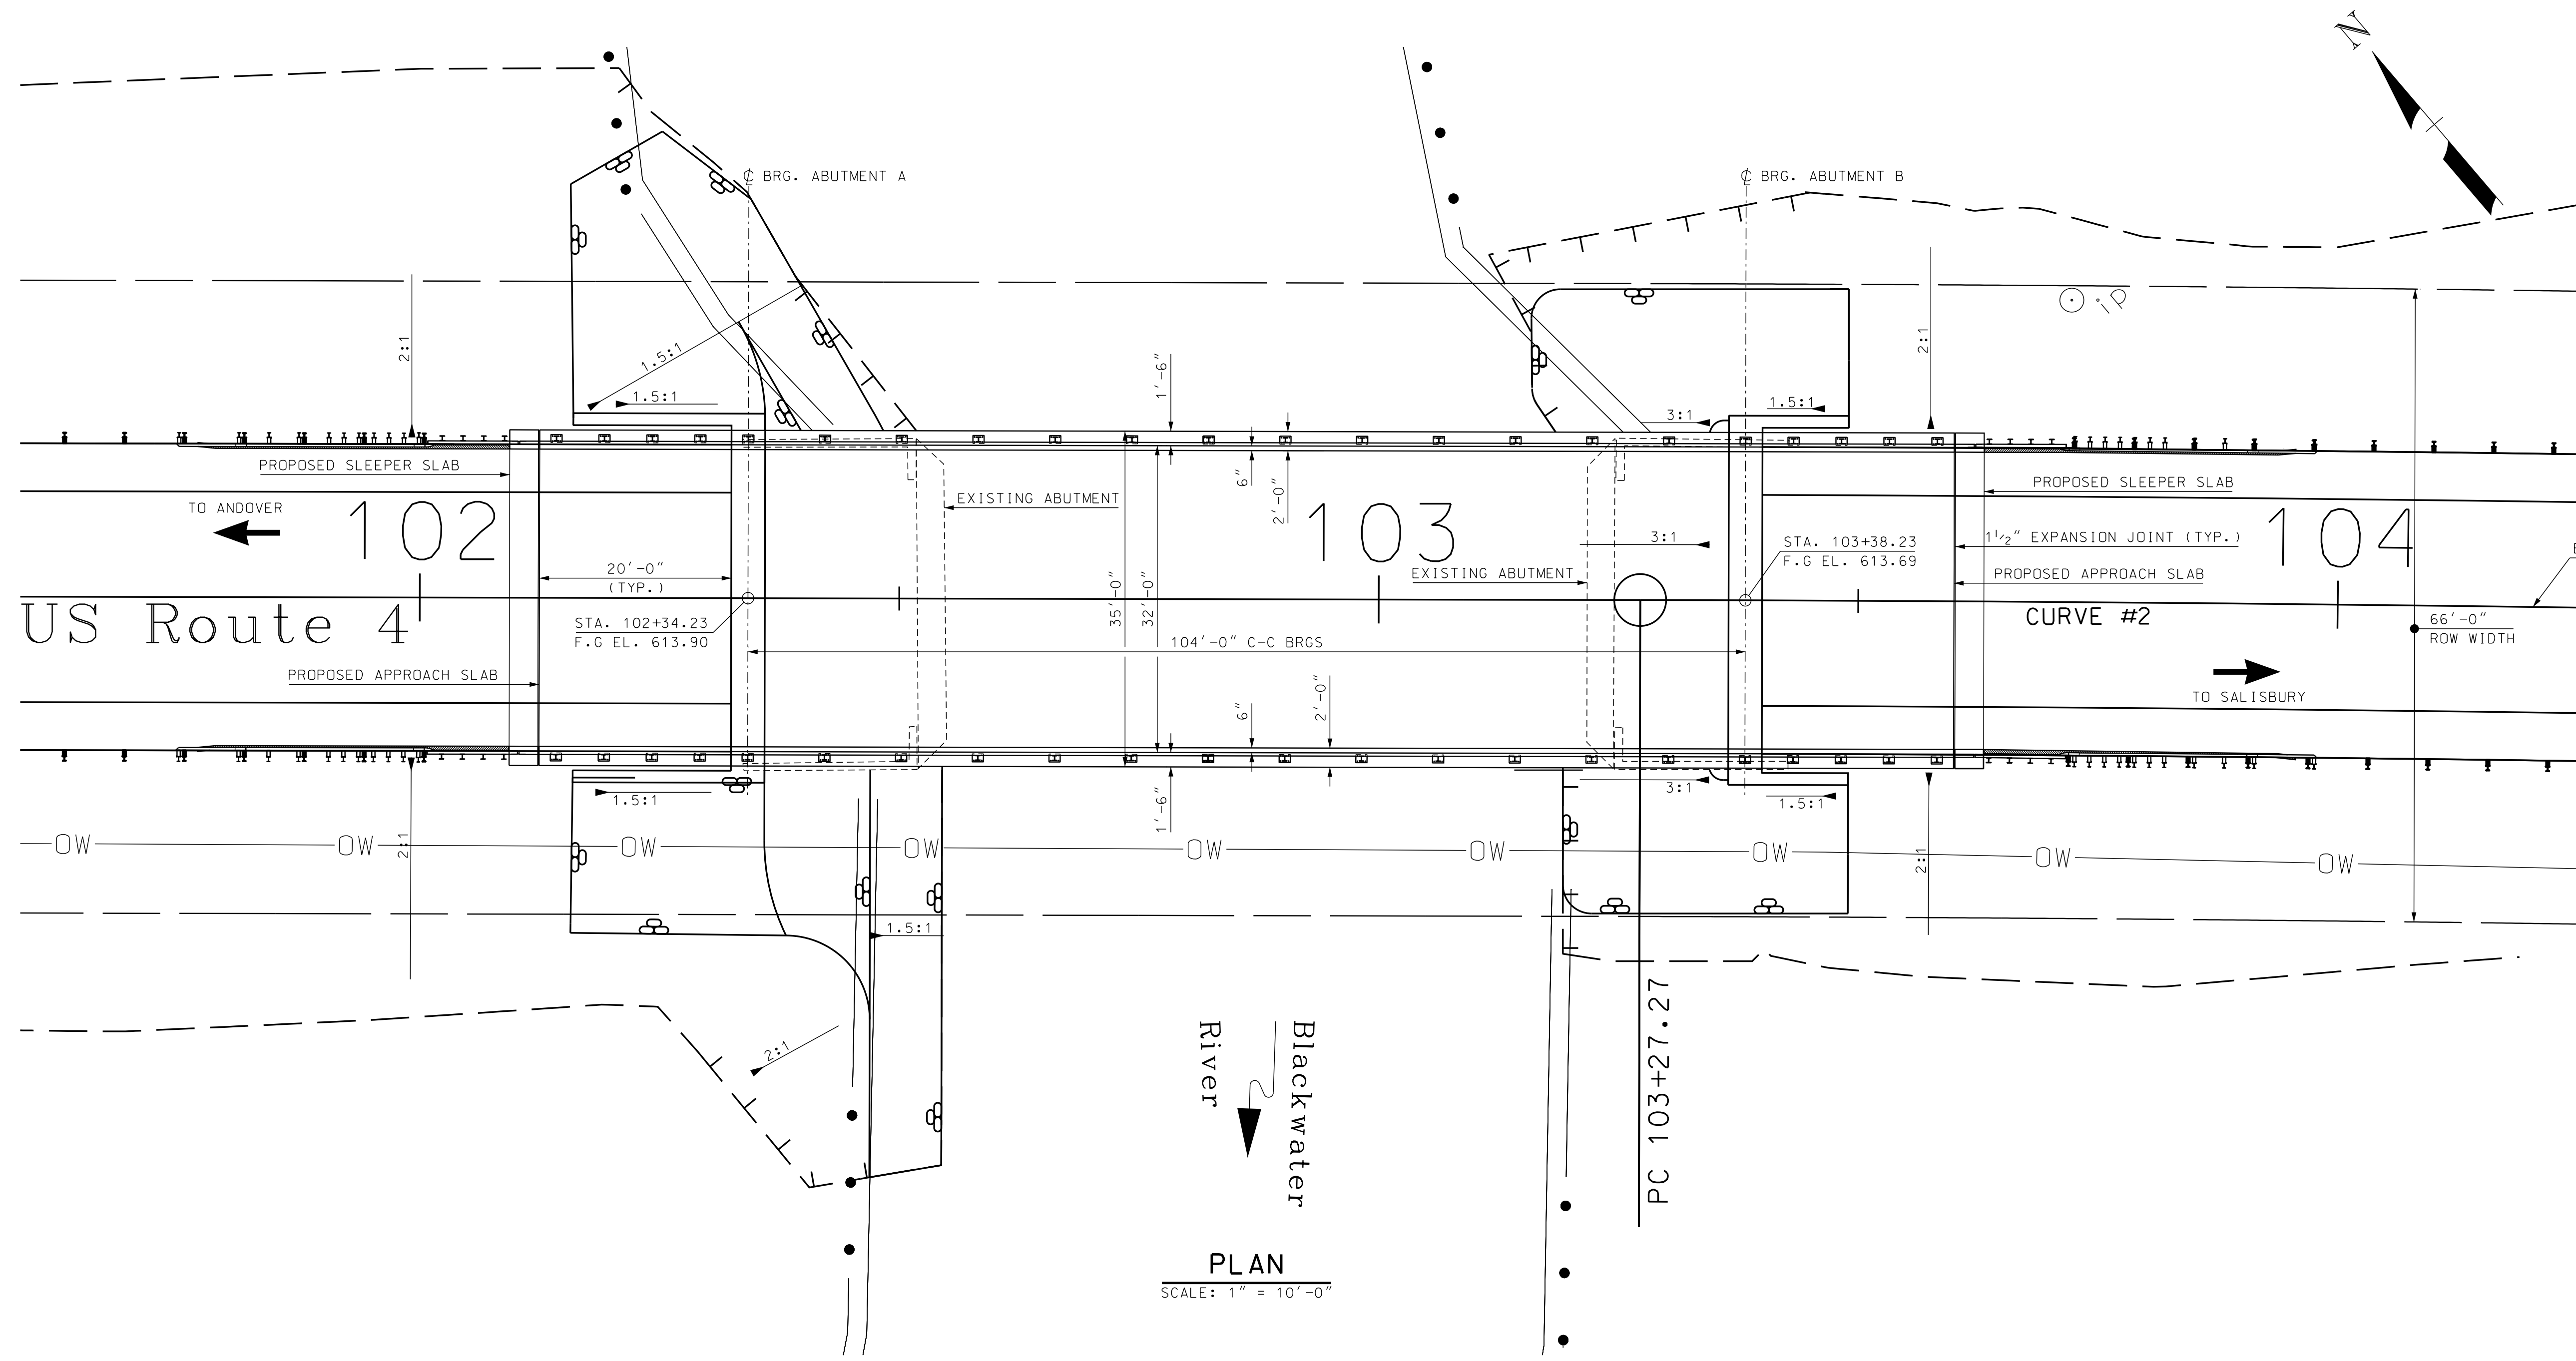 N
℄ BRG. ABUTMENT A
℄ BRG. ABUTMENT B
iP
2:1
1.5:1
1.5:1
1'-6"
2:1
3:1
1.5:1
PROPOSED SLEEPER SLAB
6"
2'-0"
PROPOSED SLEEPER SLAB
TO ANDOVER
102
EXISTING ABUTMENT
103
3:1
STA. 103+38.23
F.G EL. 613.69
1 1/2" EXPANSION JOINT (TYP.)
104
20'-0"
(TYP.)
35'-0"
32'-0"
EXISTING ABUTMENT
PROPOSED APPROACH SLAB
US Route 4
STA. 102+34.23
F.G EL. 613.90
104'-0" C-C BRGS
CURVE #2
66'-0"
ROW WIDTH
PROPOSED APPROACH SLAB
6"
2'-0"
TO SALISBURY
1.5:1
1'-6"
3:1
1.5:1
OW
OW
2:1
OW
OW
OW
OW
OW
2:1
OW
OW
1.5:1
2:1
Blackwater
River
PC 103+27.27
PLAN
SCALE: 1" = 10'-0"